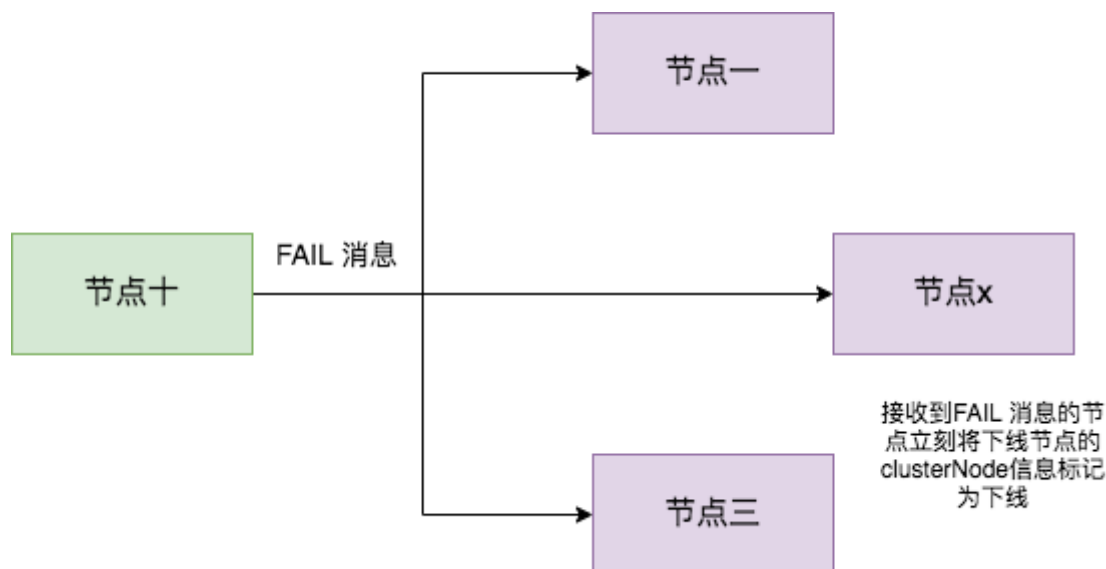 节点一
FAIL 消息
节点十
节点x
接收到FAIL 消息的节
点立刻将下线节点的
clusterNode信息标记
为下线
节点三